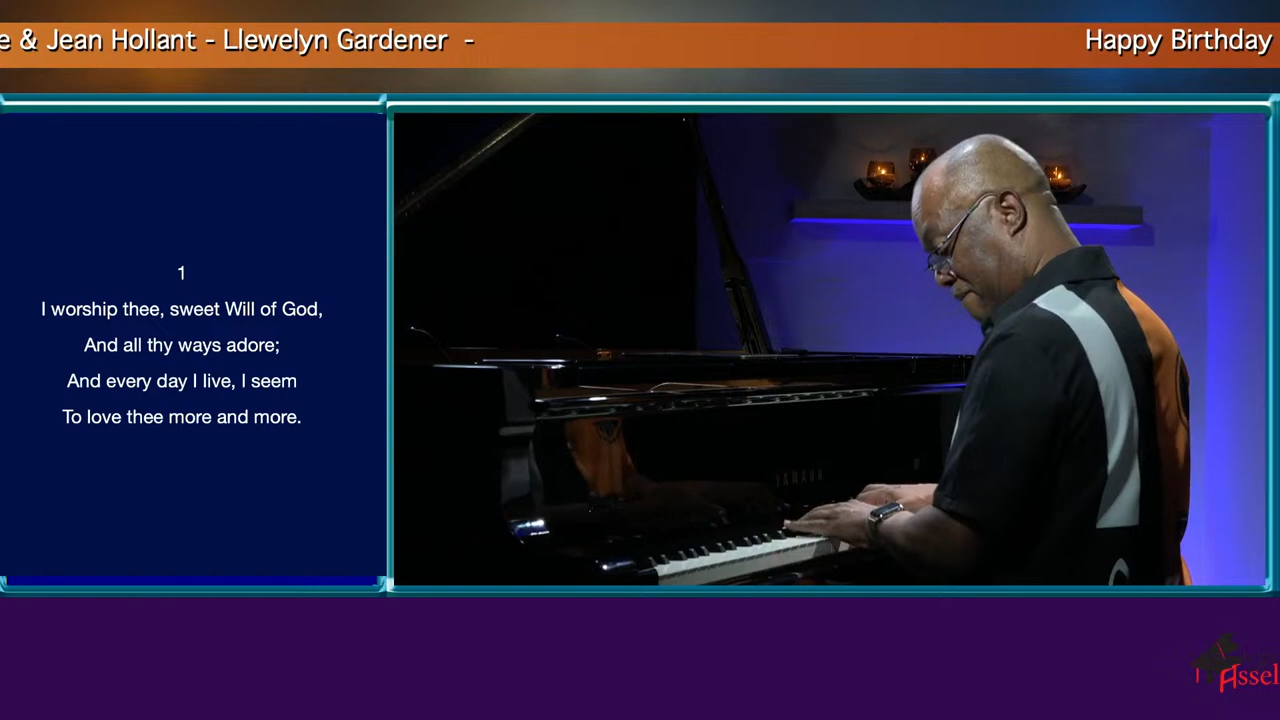 e & Jean Hollant - Llewelyn Gardener - Happy Birthday
1
I worship thee, sweet Will of God,
And all thy ways adore;
And every day I live, I seem
To love thee more and more.
YAMAHA
Assel